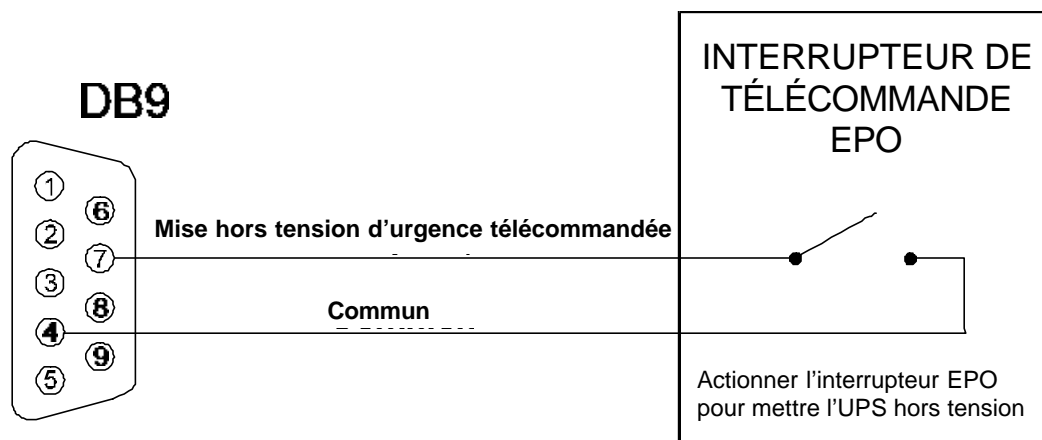 INTERRUPTEUR DE
TÉLÉCOMMANDE
EPO
DB9
1
6
2
7
3
8
4
9
5
Mise hors tension d'urgence télécommandée
Commun
Actionner l'interrupteur EPO
pour mettre l'UPS hors tension